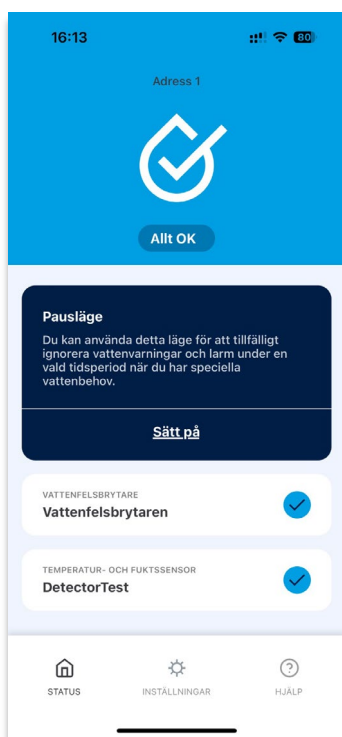 16:13
80
Adress 1
Allt OK
Pausläge
Du kan använda detta läge för att tillfälligt
ignorera vattenvarningar och larm under en
vald tidsperiod när du har speciella
vattenbehov.
Sätt på
VATTENFELSBRYTARE
Vattenfelsbrytaren
TEMPERATUR- OCH FUKTSSENSOR
DetectorTest
STATUS
INSTÄLLNINGAR
HJÄLP